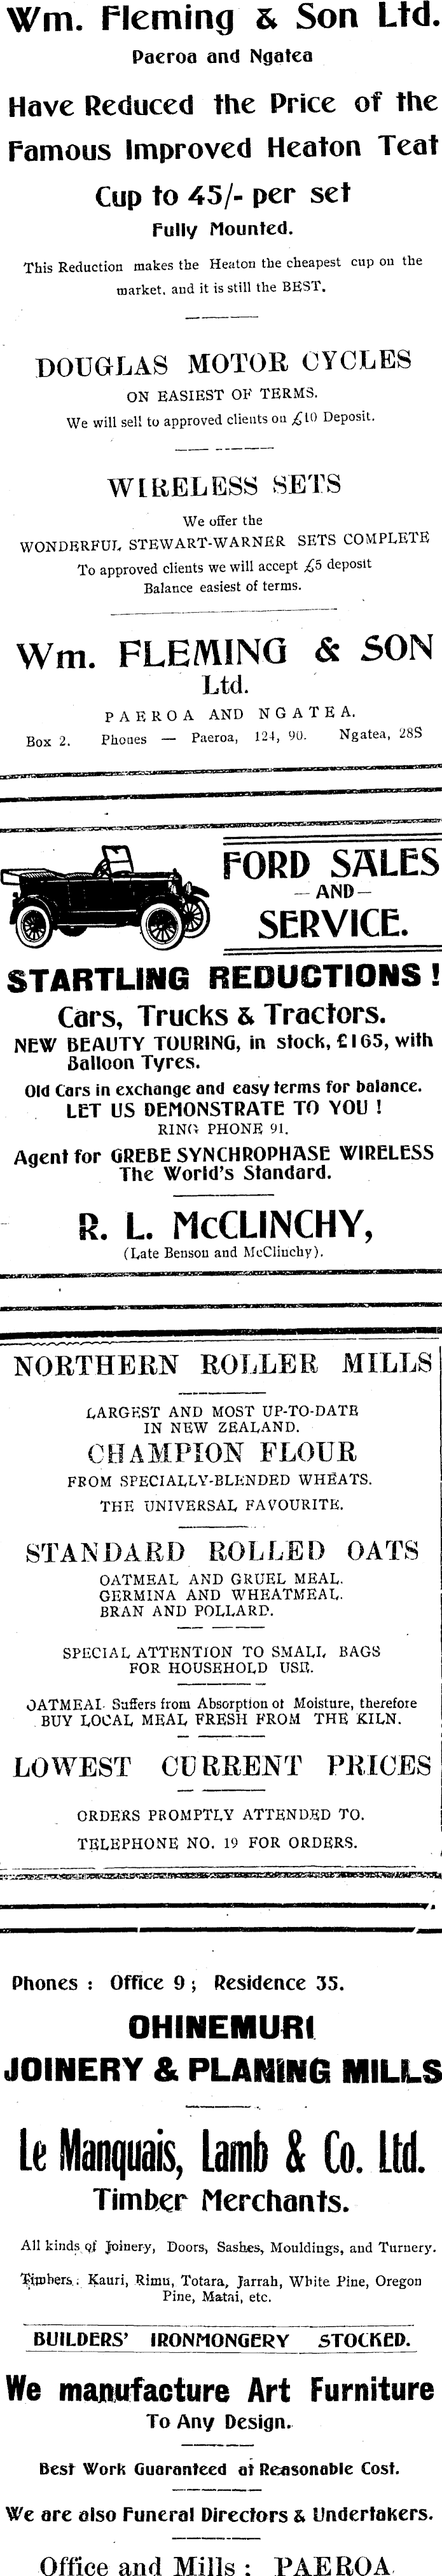 Wm. Fleming & Son Ltd.
Paeroa and Ngatea
Have Reduced the Price of the
Famous Improved Heaton Teat
Cup to 45/- per set
Fully Mounted.
This Reduction makes the Heaton the cheapest cup on the
market, and it is still the BEST.
DOUGLAS MOTOR CYCLES
ON EASIEST OF TERMS.
We will sell to approved clients on £10 Deposit.
WIRELESS SETS
We offer the
WONDERFUL STEWART-WARNER SETS COMPLETE
To approved clients we will accept £5 deposit
Balance easiest of terms.
Wm. FLEMING & SON
Ltd.
PAEROA AND NGATEA.
Box 2. Phones — Paeroa, 124, 90. Ngatea, 28S
FORD SALES
— AND —
SERVICE.
STARTLING REDUCTIONS !
Cars, Trucks & Tractors.
NEW BEAUTY TOURING, in stock, £165, with
Balloon Tyres.
Old Cars in exchange and easy terms for balance.
LET US DEMONSTRATE TO YOU !
RING PHONE 91.
Agent for GREBE SYNCHROPHASE WIRELESS
The World's Standard.
R. L. McCLINCHY,
(Late Benson and McClinchy).
NORTHERN ROLLER MILLS
LARGEST AND MOST UP-TO-DATE
IN NEW ZEALAND.
CHAMPION FLOUR
FROM SPECIALLY-BLENDED WHEATS.
THE UNIVERSAL FAVOURITE.
STANDARD ROLLED OATS
OATMEAL AND GRUEL MEAL.
GERMINA AND WHEATMEAL.
BRAN AND POLLARD.
SPECIAL ATTENTION TO SMALL BAGS
FOR HOUSEHOLD USE.
OATMEAL Suffers from Absorption of Moisture, therefore
BUY LOCAL MEAL FRESH FROM THE KILN.
LOWEST CURRENT PRICES
ORDERS PROMPTLY ATTENDED TO.
TELEPHONE NO. 19 FOR ORDERS.
Phones : Office 9 ; Residence 35.
OHINEMURI
JOINERY & PLANING MILLS
Le Manquais, Lamb & Co. Ltd.
Timber Merchants.
All kinds of Joinery, Doors, Sashes, Mouldings, and Turnery.
Timbers : Kauri, Rimu, Totara, Jarrah, White Pine, Oregon
Pine, Matai, etc.
BUILDERS' IRONMONGERY STOCKED.
We manufacture Art Furniture
To Any Design.
Best Work Guaranteed at Reasonable Cost.
We are also Funeral Directors & Undertakers.
Office and Mills : PAEROA.